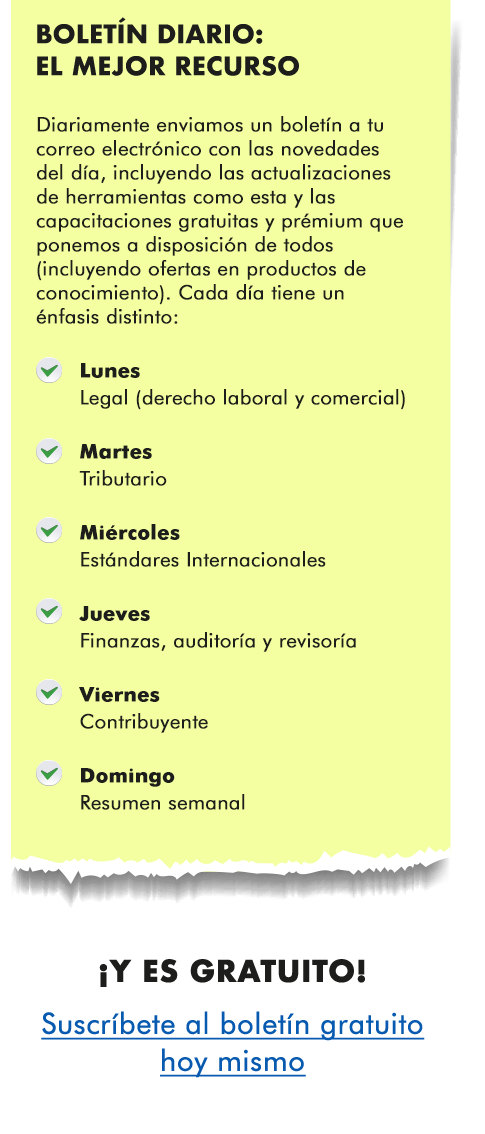 BOLETÍN DIARIO:
EL MEJOR RECURSO
Diariamente enviamos un boletín a tu
correo electrónico con las novedades
del día, incluyendo las actualizaciones
de herramientas como esta y las
capacitaciones gratuitas y prémium que
ponemos a disposición de todos
(incluyendo ofertas en productos de
conocimiento). Cada día tiene un
énfasis distinto:
Lunes
Legal (derecho laboral y comercial)
Martes
Tributario
Miércoles
Estándares Internacionales
Jueves
Finanzas, auditoría y revisoría
Viernes
Contribuyente
Domingo
Resumen semanal
¡Y ES GRATUITO!
Suscríbete al boletín gratuito
hoy mismo